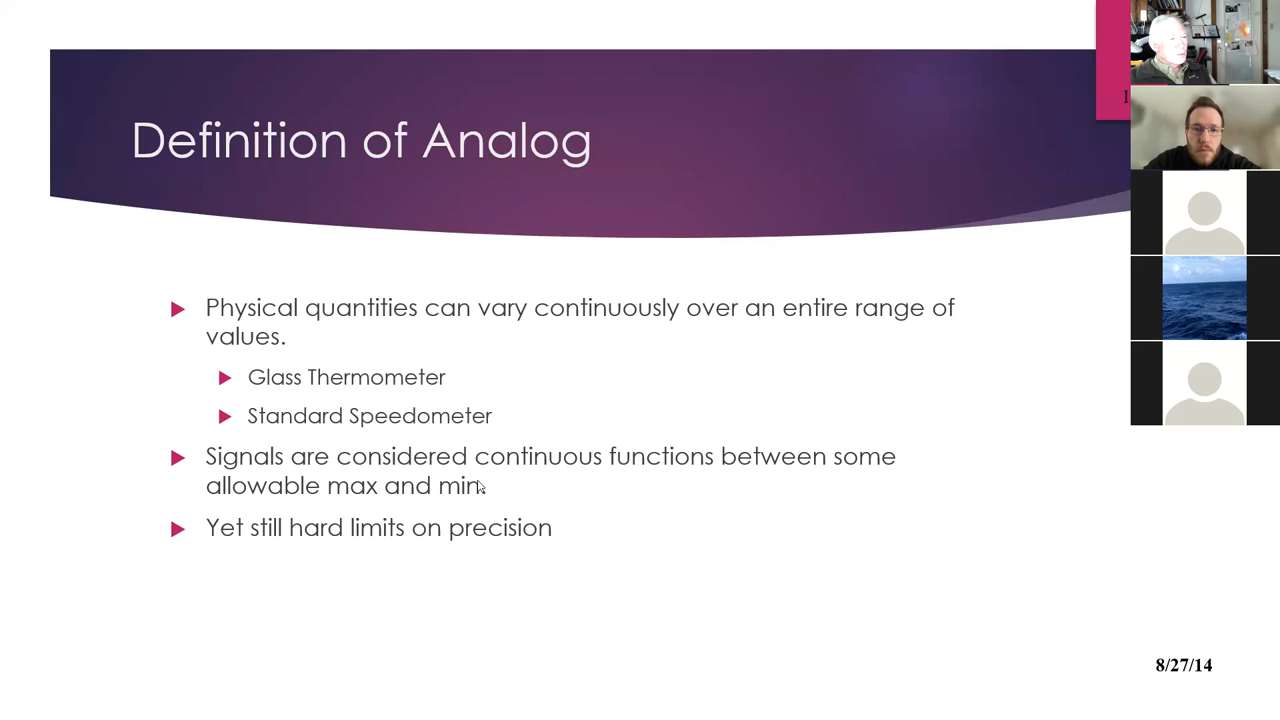 Definition of Analog
Physical quantities can vary continuously over an entire range of
values.
Glass Thermometer
Standard Speedometer
Signals are considered continuous functions between some
allowable max and min.
Yet still hard limits on precision
8/27/14